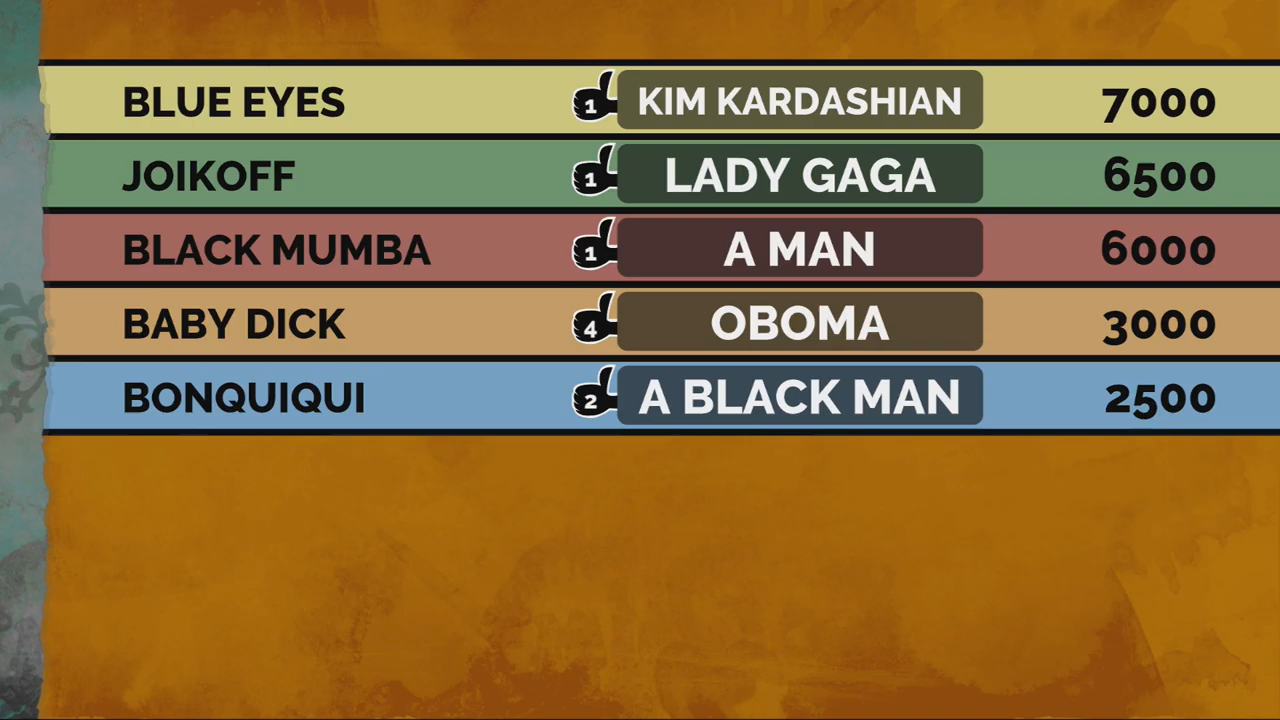 BLUE EYES 1 KIM KARDASHIAN 7000
JOIKOFF 1 LADY GAGA 6500
BLACK MUMBA 1 A MAN 6000
BABY DICK 4 OBOMA 3000
BONQUIQUI 2 A BLACK MAN 2500